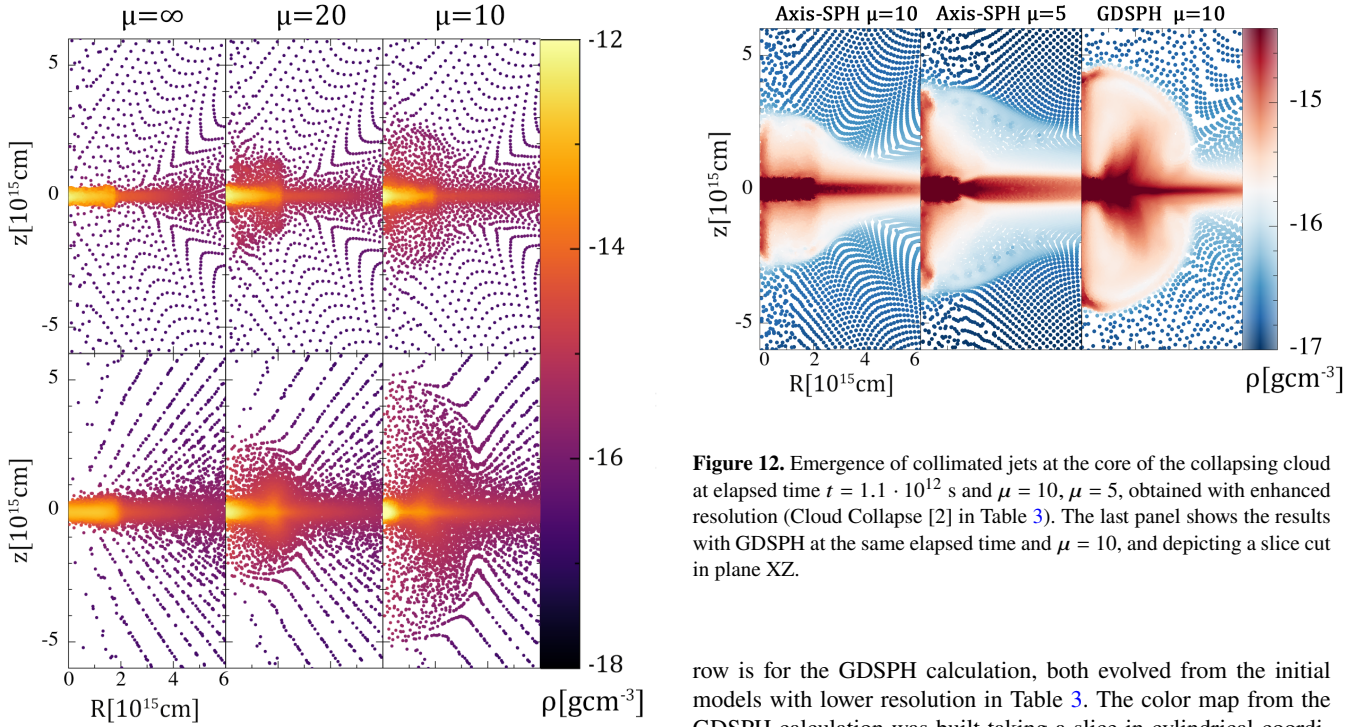 μ=∞ μ=20 μ=10
5
0
-5
z[10¹⁵cm]
5
0
-5
z[10¹⁵cm]
0 2 4 6
R[10¹⁵cm]
-12
-14
-16
-18
ρ[gcm⁻³]
Axis-SPH μ=10 Axis-SPH μ=5 GDSPH μ=10
5
0
-5
z[10¹⁵cm]
0 2 4 6
R[10¹⁵cm]
-15
-16
-17
ρ[gcm⁻³]
Figure 12. Emergence of collimated jets at the core of the collapsing cloud
at elapsed time t = 1.1 · 10¹² s and μ = 10, μ = 5, obtained with enhanced
resolution (Cloud Collapse [2] in Table 3). The last panel shows the results
with GDSPH at the same elapsed time and μ = 10, and depicting a slice cut
in plane XZ.
row is for the GDSPH calculation, both evolved from the initial
models with lower resolution in Table 3. The color map from the